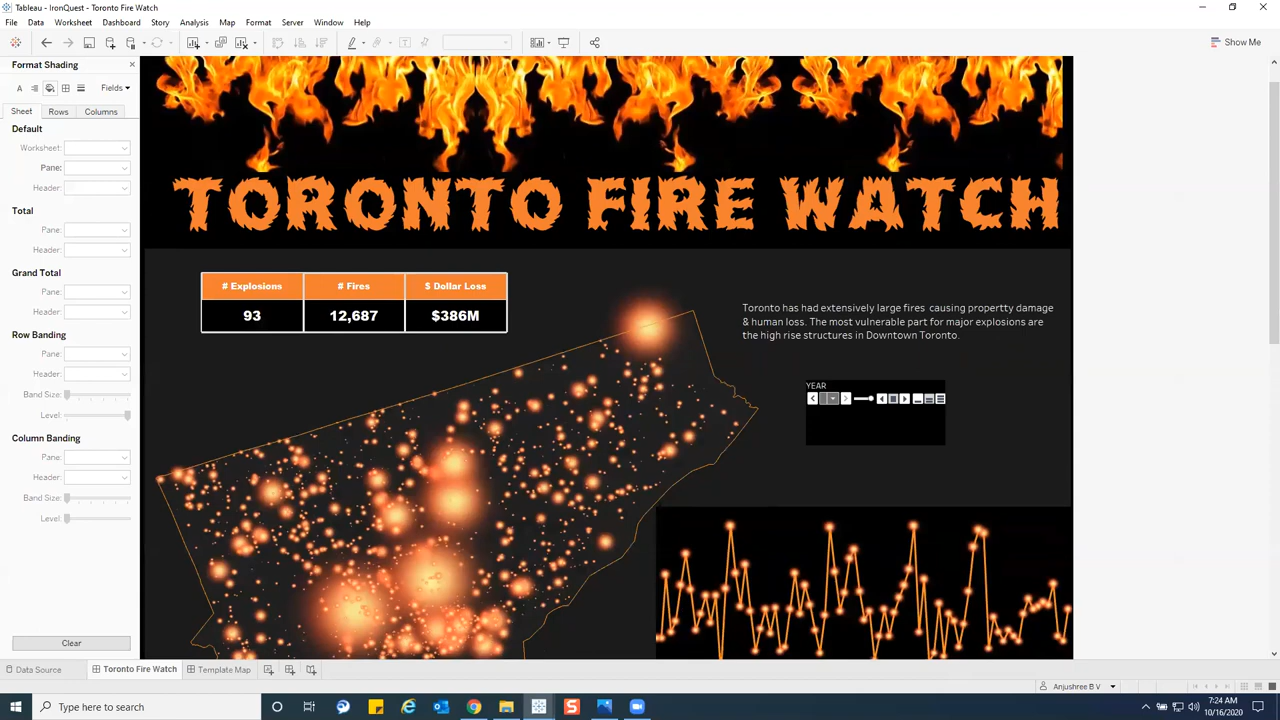 Tableau - IronQuest - Toronto Fire Watch
File Data Worksheet Dashboard Story Analysis Map Format Server Window Help
Show Me
Format Shading
Fields
Sheet Rows Columns
Default
Worksheet:
Pane:
Header:
Total
Pane:
Header:
Grand Total
Pane:
Header:
Row Banding
Pane:
Header:
Band Size:
Level:
Column Banding
Pane:
Header:
Band Size:
Level:
Clear
TORONTO FIRE WATCH
# Explosions # Fires $ Dollar Loss
93 12,687 $386M
Toronto has had extensively large fires causing propertty damage
& human loss. The most vulnerable part for major explosions are
the high rise structures in Downtown Toronto.
YEAR
Data Source Toronto Fire Watch Template Map
Anjushree B V
Type here to search
7:24 AM
10/16/2020